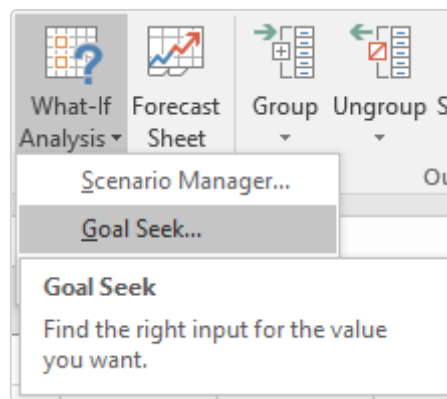 What-If Forecast Group Ungroup S
Analysis Sheet
Scenario Manager... Ou
Goal Seek...
Goal Seek
Find the right input for the value
you want.